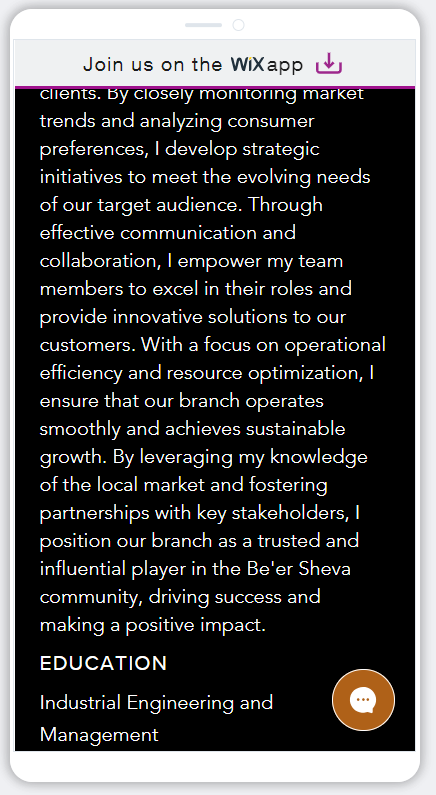 Join us on the WiX app
clients. By closely monitoring market
trends and analyzing consumer
preferences, I develop strategic
initiatives to meet the evolving needs
of our target audience. Through
effective communication and
collaboration, I empower my team
members to excel in their roles and
provide innovative solutions to our
customers. With a focus on operational
efficiency and resource optimization, I
ensure that our branch operates
smoothly and achieves sustainable
growth. By leveraging my knowledge
of the local market and fostering
partnerships with key stakeholders, I
position our branch as a trusted and
influential player in the Be'er Sheva
community, driving success and
making a positive impact.
EDUCATION
Industrial Engineering and
Management